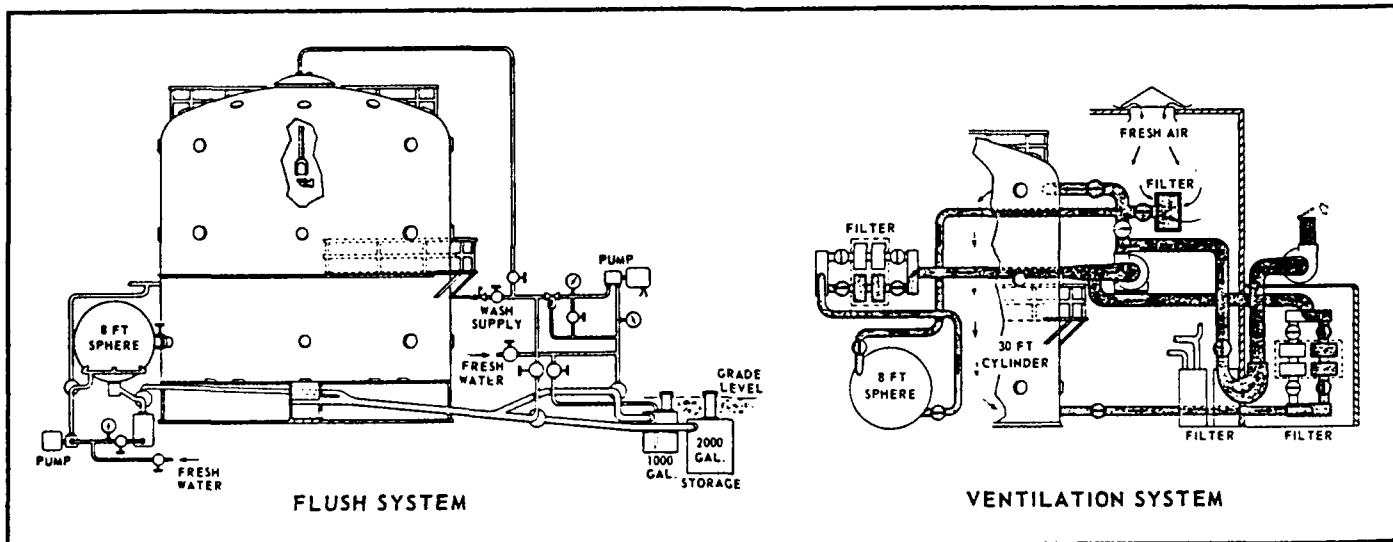 8 FT
SPHERE
PUMP
FRESH
WATER
PUMP
WASH
SUPPLY
FRESH
WATER
GRADE
LEVEL
1000
GAL.
2000
GAL.
STORAGE
FLUSH SYSTEM
FRESH AIR
FILTER
FILTER
8 FT
SPHERE
30 FT
CYLINDER
FILTER
FILTER
VENTILATION SYSTEM